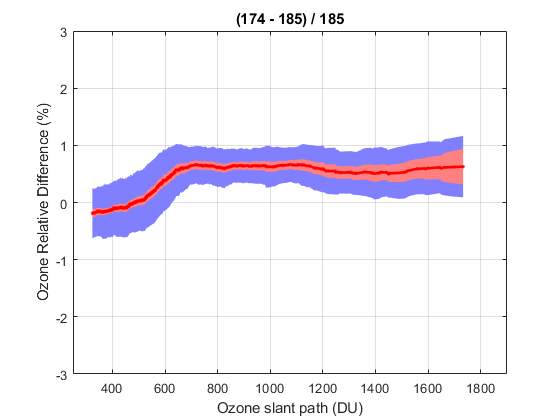 (174 - 185) / 185
Ozone Relative Difference (%)
3
2
1
0
-1
-2
-3
400 600 800 1000 1200 1400 1600 1800
Ozone slant path (DU)